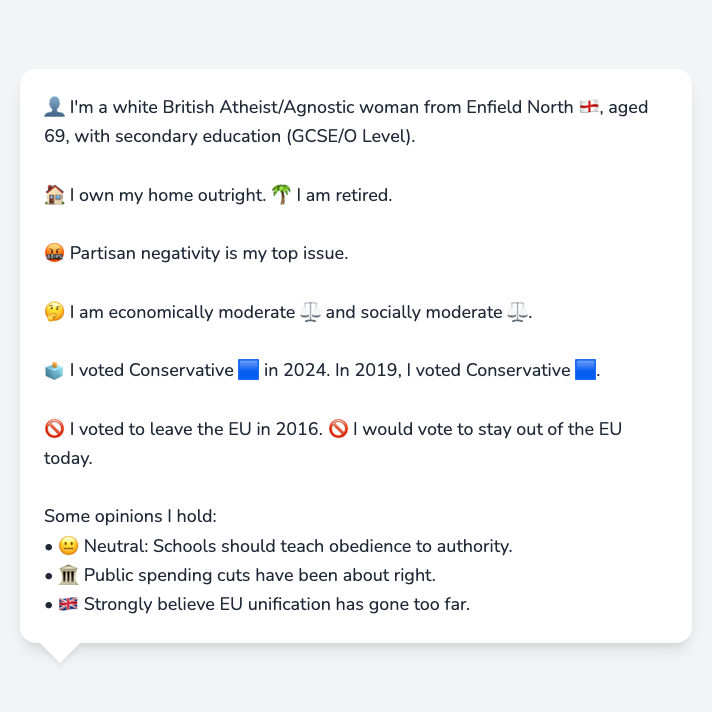 👤 I'm a white British Atheist/Agnostic woman from Enfield North 🏴󠁧󠁢󠁥󠁮󠁧󠁿, aged
69, with secondary education (GCSE/O Level).
🏠 I own my home outright. 🌴 I am retired.
🤬 Partisan negativity is my top issue.
🤔 I am economically moderate ⚖️ and socially moderate ⚖️.
🗳️ I voted Conservative 🟦 in 2024. In 2019, I voted Conservative 🟦.
🚫 I voted to leave the EU in 2016. 🚫 I would vote to stay out of the EU
today.
Some opinions I hold:
• 😐 Neutral: Schools should teach obedience to authority.
• 🏛️ Public spending cuts have been about right.
• 🇬🇧 Strongly believe EU unification has gone too far.